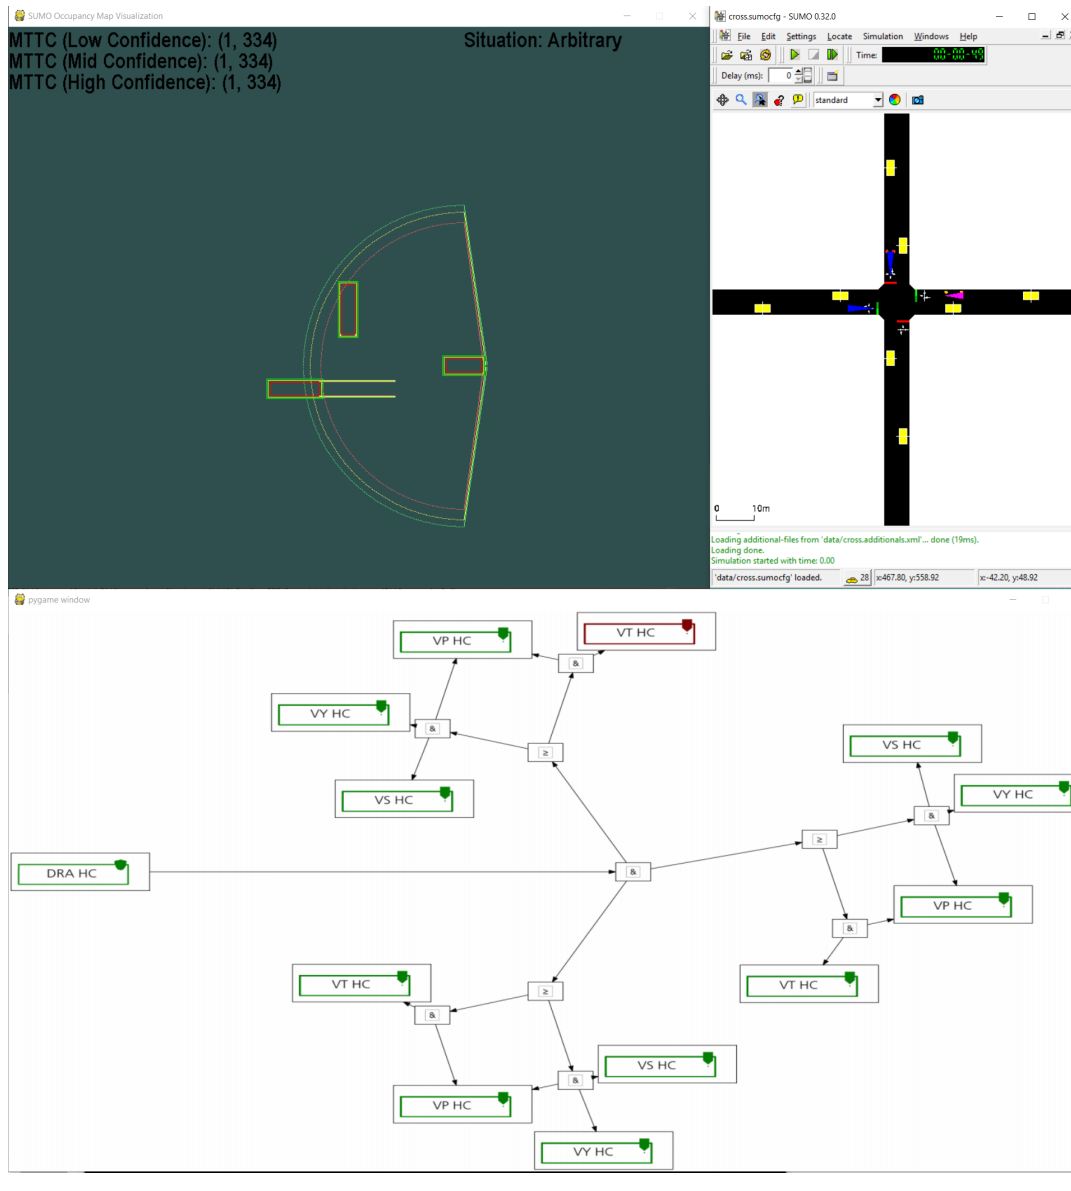 SUMO Occupancy Map Visualization
MTTC (Low Confidence): (1, 334)
MTTC (Mid Confidence): (1, 334)
MTTC (High Confidence): (1, 334)
Situation: Arbitrary
cross.sumocfg - SUMO 0.32.0
File Edit Settings Locate Simulation Windows Help
Time: 00-00-49
Delay (ms): 0
standard
0 10m
Loading additional-files from 'data/cross.additionals.xml'... done (19ms).
Loading done.
Simulation started with time: 0.00
'data/cross.sumocfg' loaded. 28 x:467.80, y:558.92 x:-42.20, y:48.92
pygame window
VP HC
VT HC
&
VY HC
&
VS HC
≥
VS HC
VY HC
&
≥
DRA HC
&
VP HC
&
VT HC
VT HC
≥
&
VS HC
&
VP HC
VY HC